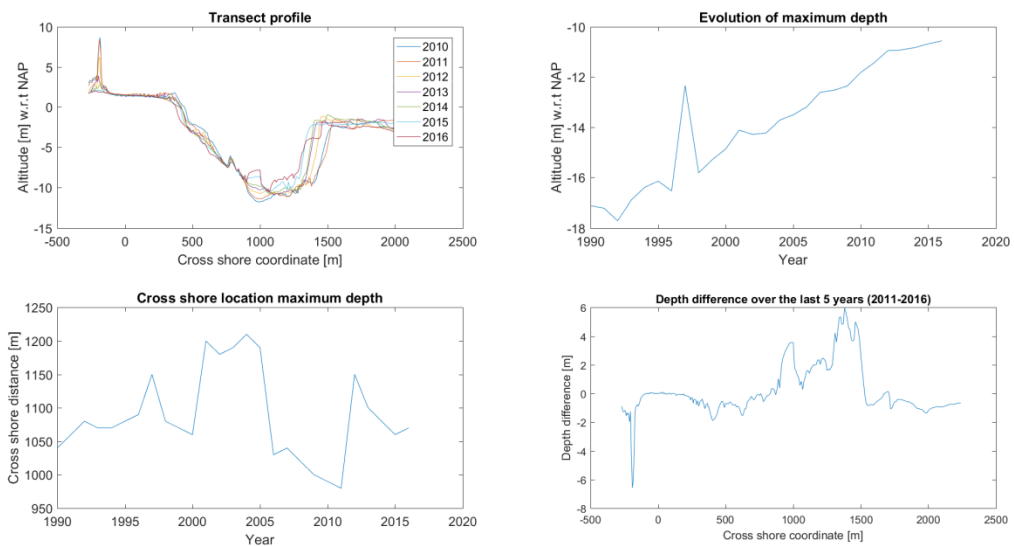 Transect profile
Altitude [m] w.r.t NAP
10
5
0
-5
-10
-15
-500 0 500 1000 1500 2000 2500
Cross shore coordinate [m]
2010
2011
2012
2013
2014
2015
2016
Evolution of maximum depth
Altitude [m] w.r.t NAP
-10
-12
-14
-16
-18
1990 1995 2000 2005 2010 2015 2020
Year
Cross shore location maximum depth
Cross shore distance [m]
1250
1200
1150
1100
1050
1000
950
1990 1995 2000 2005 2010 2015 2020
Year
Depth difference over the last 5 years (2011-2016)
Depth difference [m]
6
4
2
0
-2
-4
-6
-8
-500 0 500 1000 1500 2000 2500
Cross shore coordinate [m]